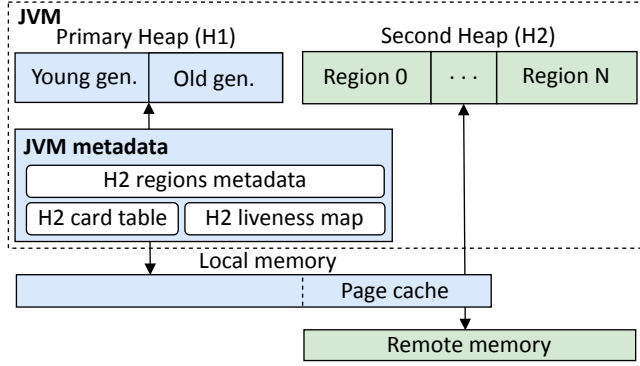 JVM
Primary Heap (H1)
Second Heap (H2)
Young gen.
Old gen.
Region 0
...
Region N
JVM metadata
H2 regions metadata
H2 card table
H2 liveness map
Local memory
Page cache
Remote memory